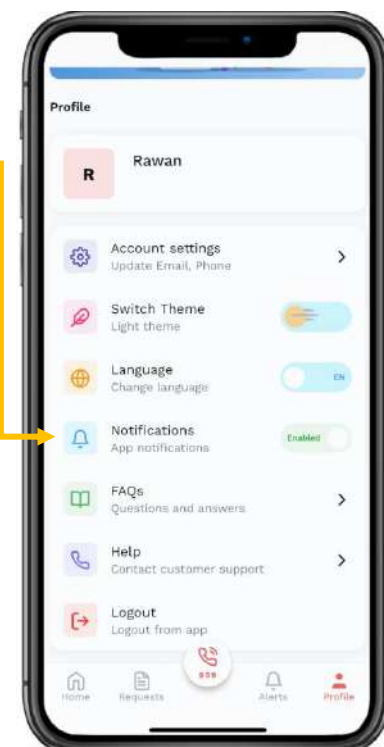 Profile
R
Rawan
Account settings
Update Email, Phone
Switch Theme
Light theme
Language
Change language
EN
Notifications
App notifications
Enabled
FAQs
Questions and answers
Help
Contact customer support
Logout
Logout from app
SOS
Home
Requests
Alerts
Profile